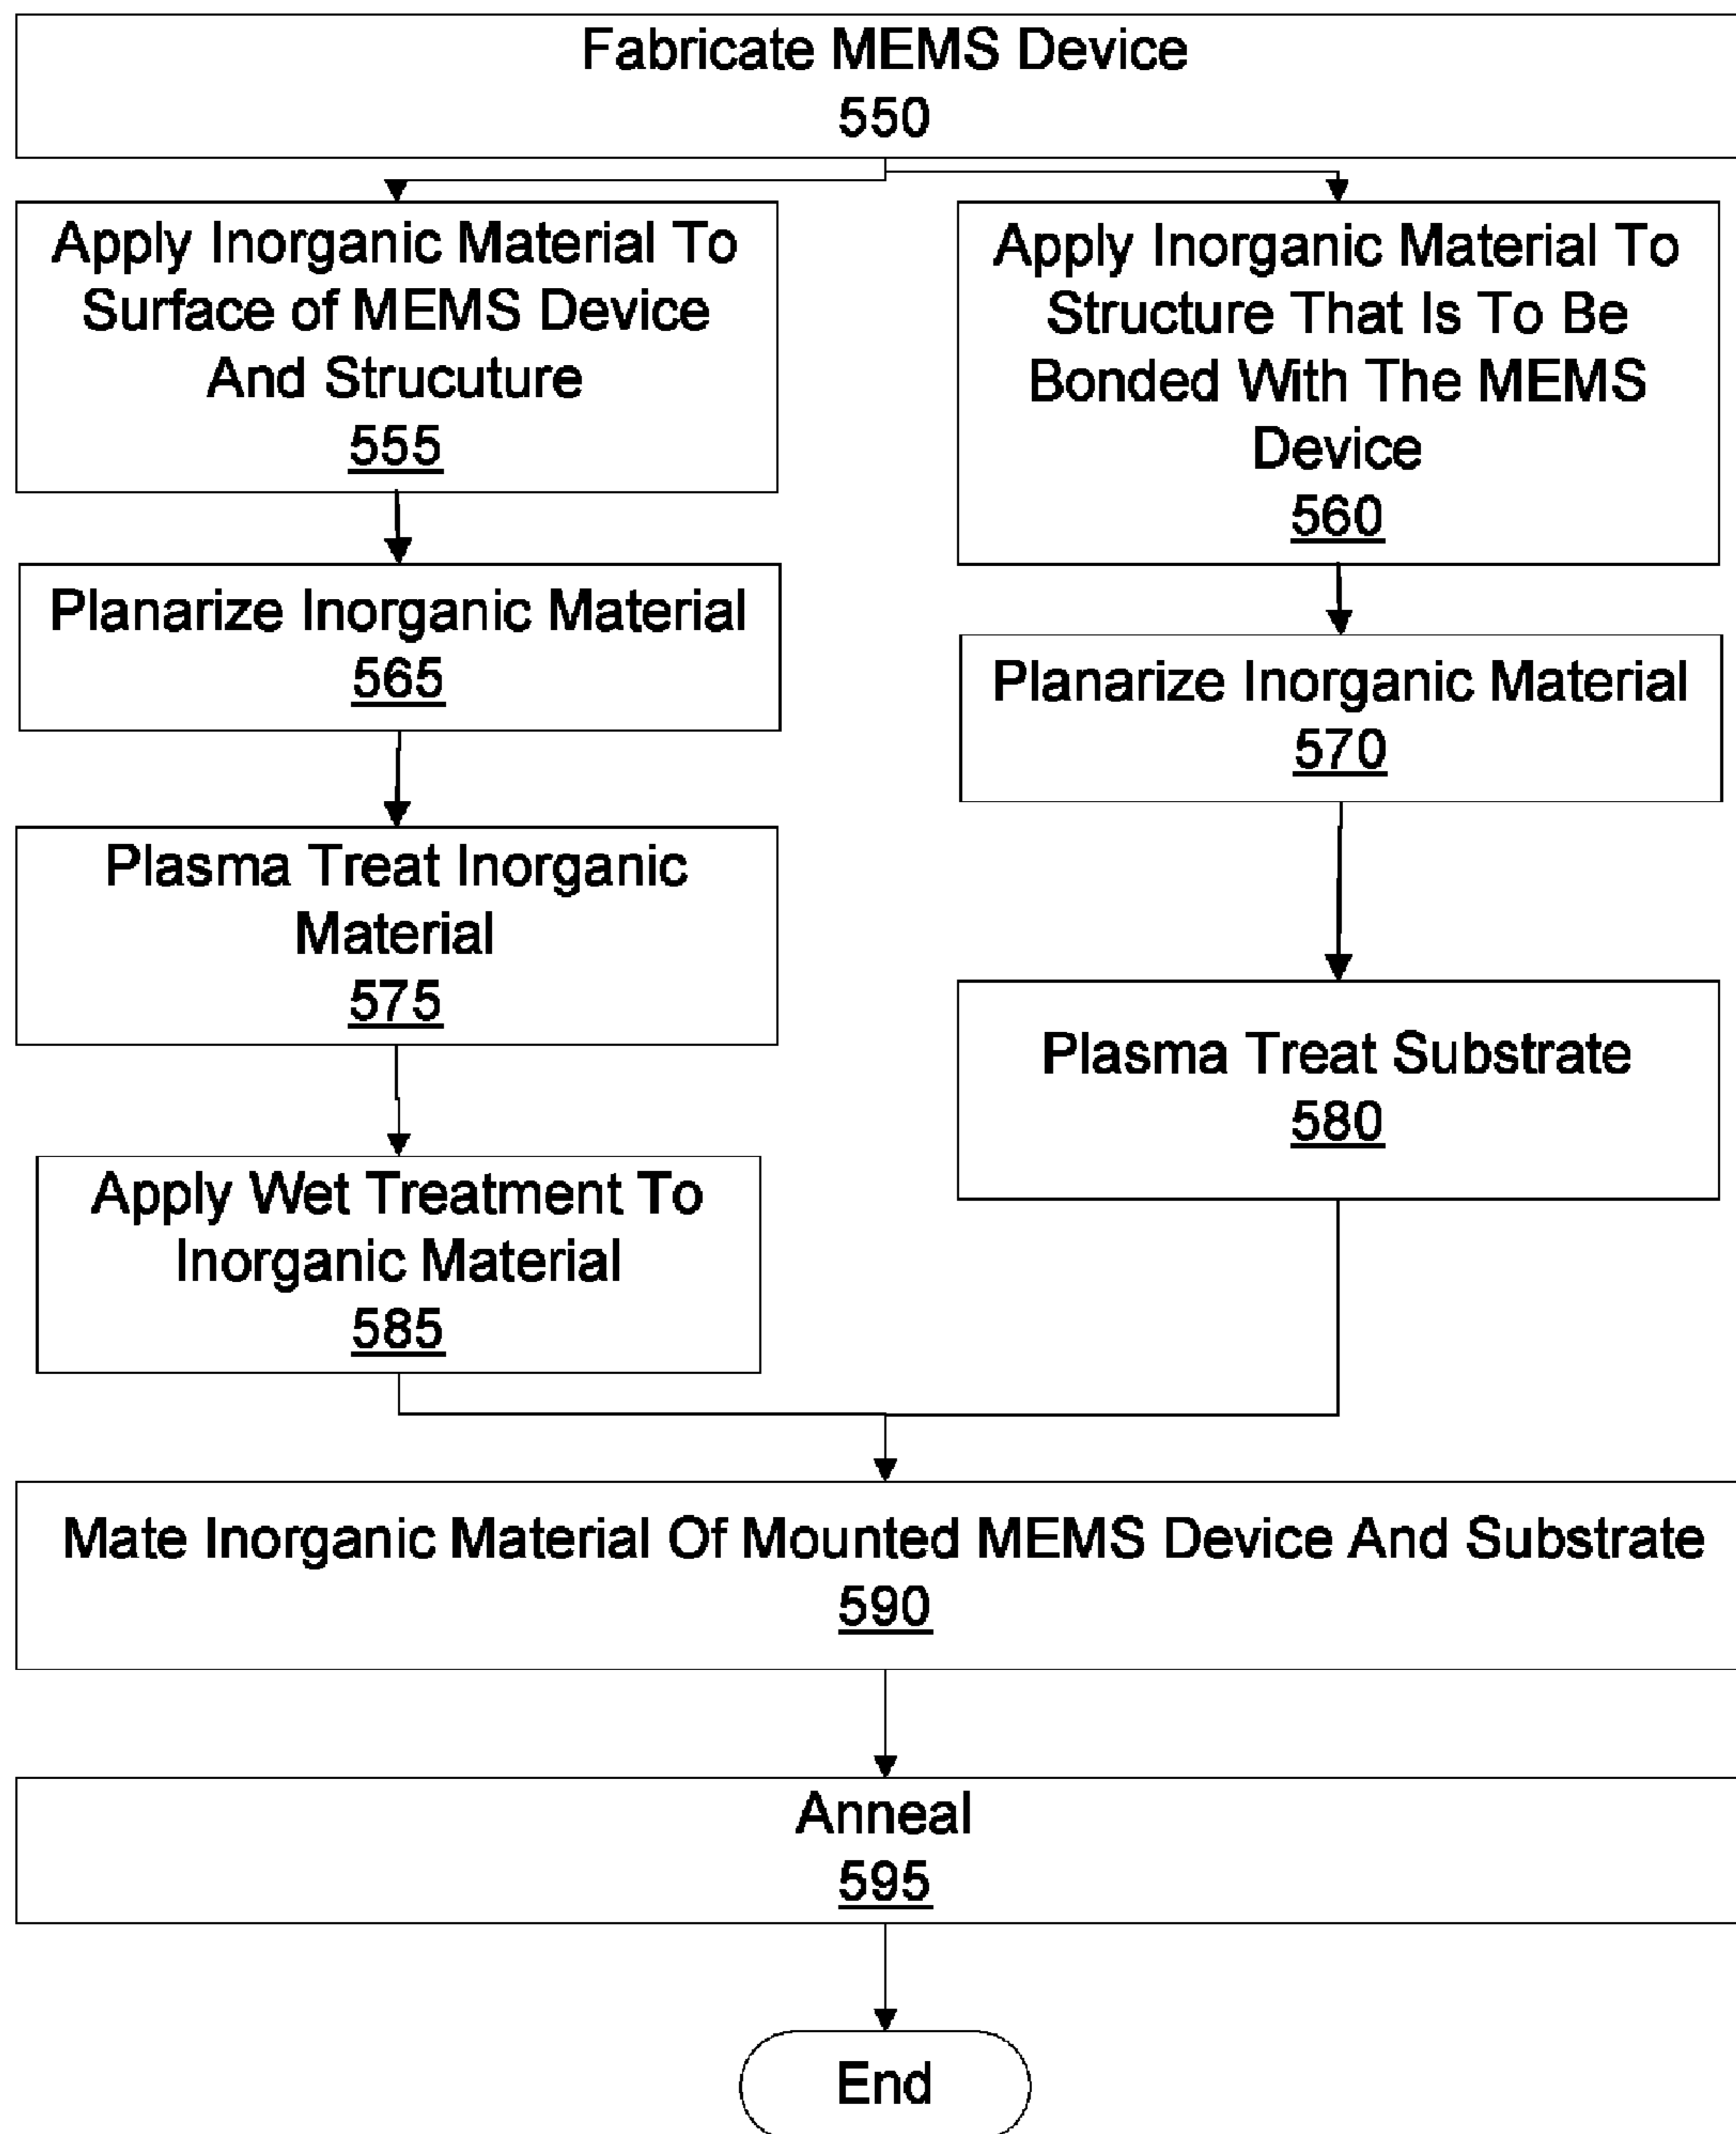 Fabricate MEMS Device
550
Apply Inorganic Material To
Surface of MEMS Device
And Strucuture
555
Apply Inorganic Material To
Structure That Is To Be
Bonded With The MEMS
Device
560
Planarize Inorganic Material
565
Planarize Inorganic Material
570
Plasma Treat Inorganic
Material
575
Plasma Treat Substrate
580
Apply Wet Treatment To
Inorganic Material
585
Mate Inorganic Material Of Mounted MEMS Device And Substrate
590
Anneal
595
End